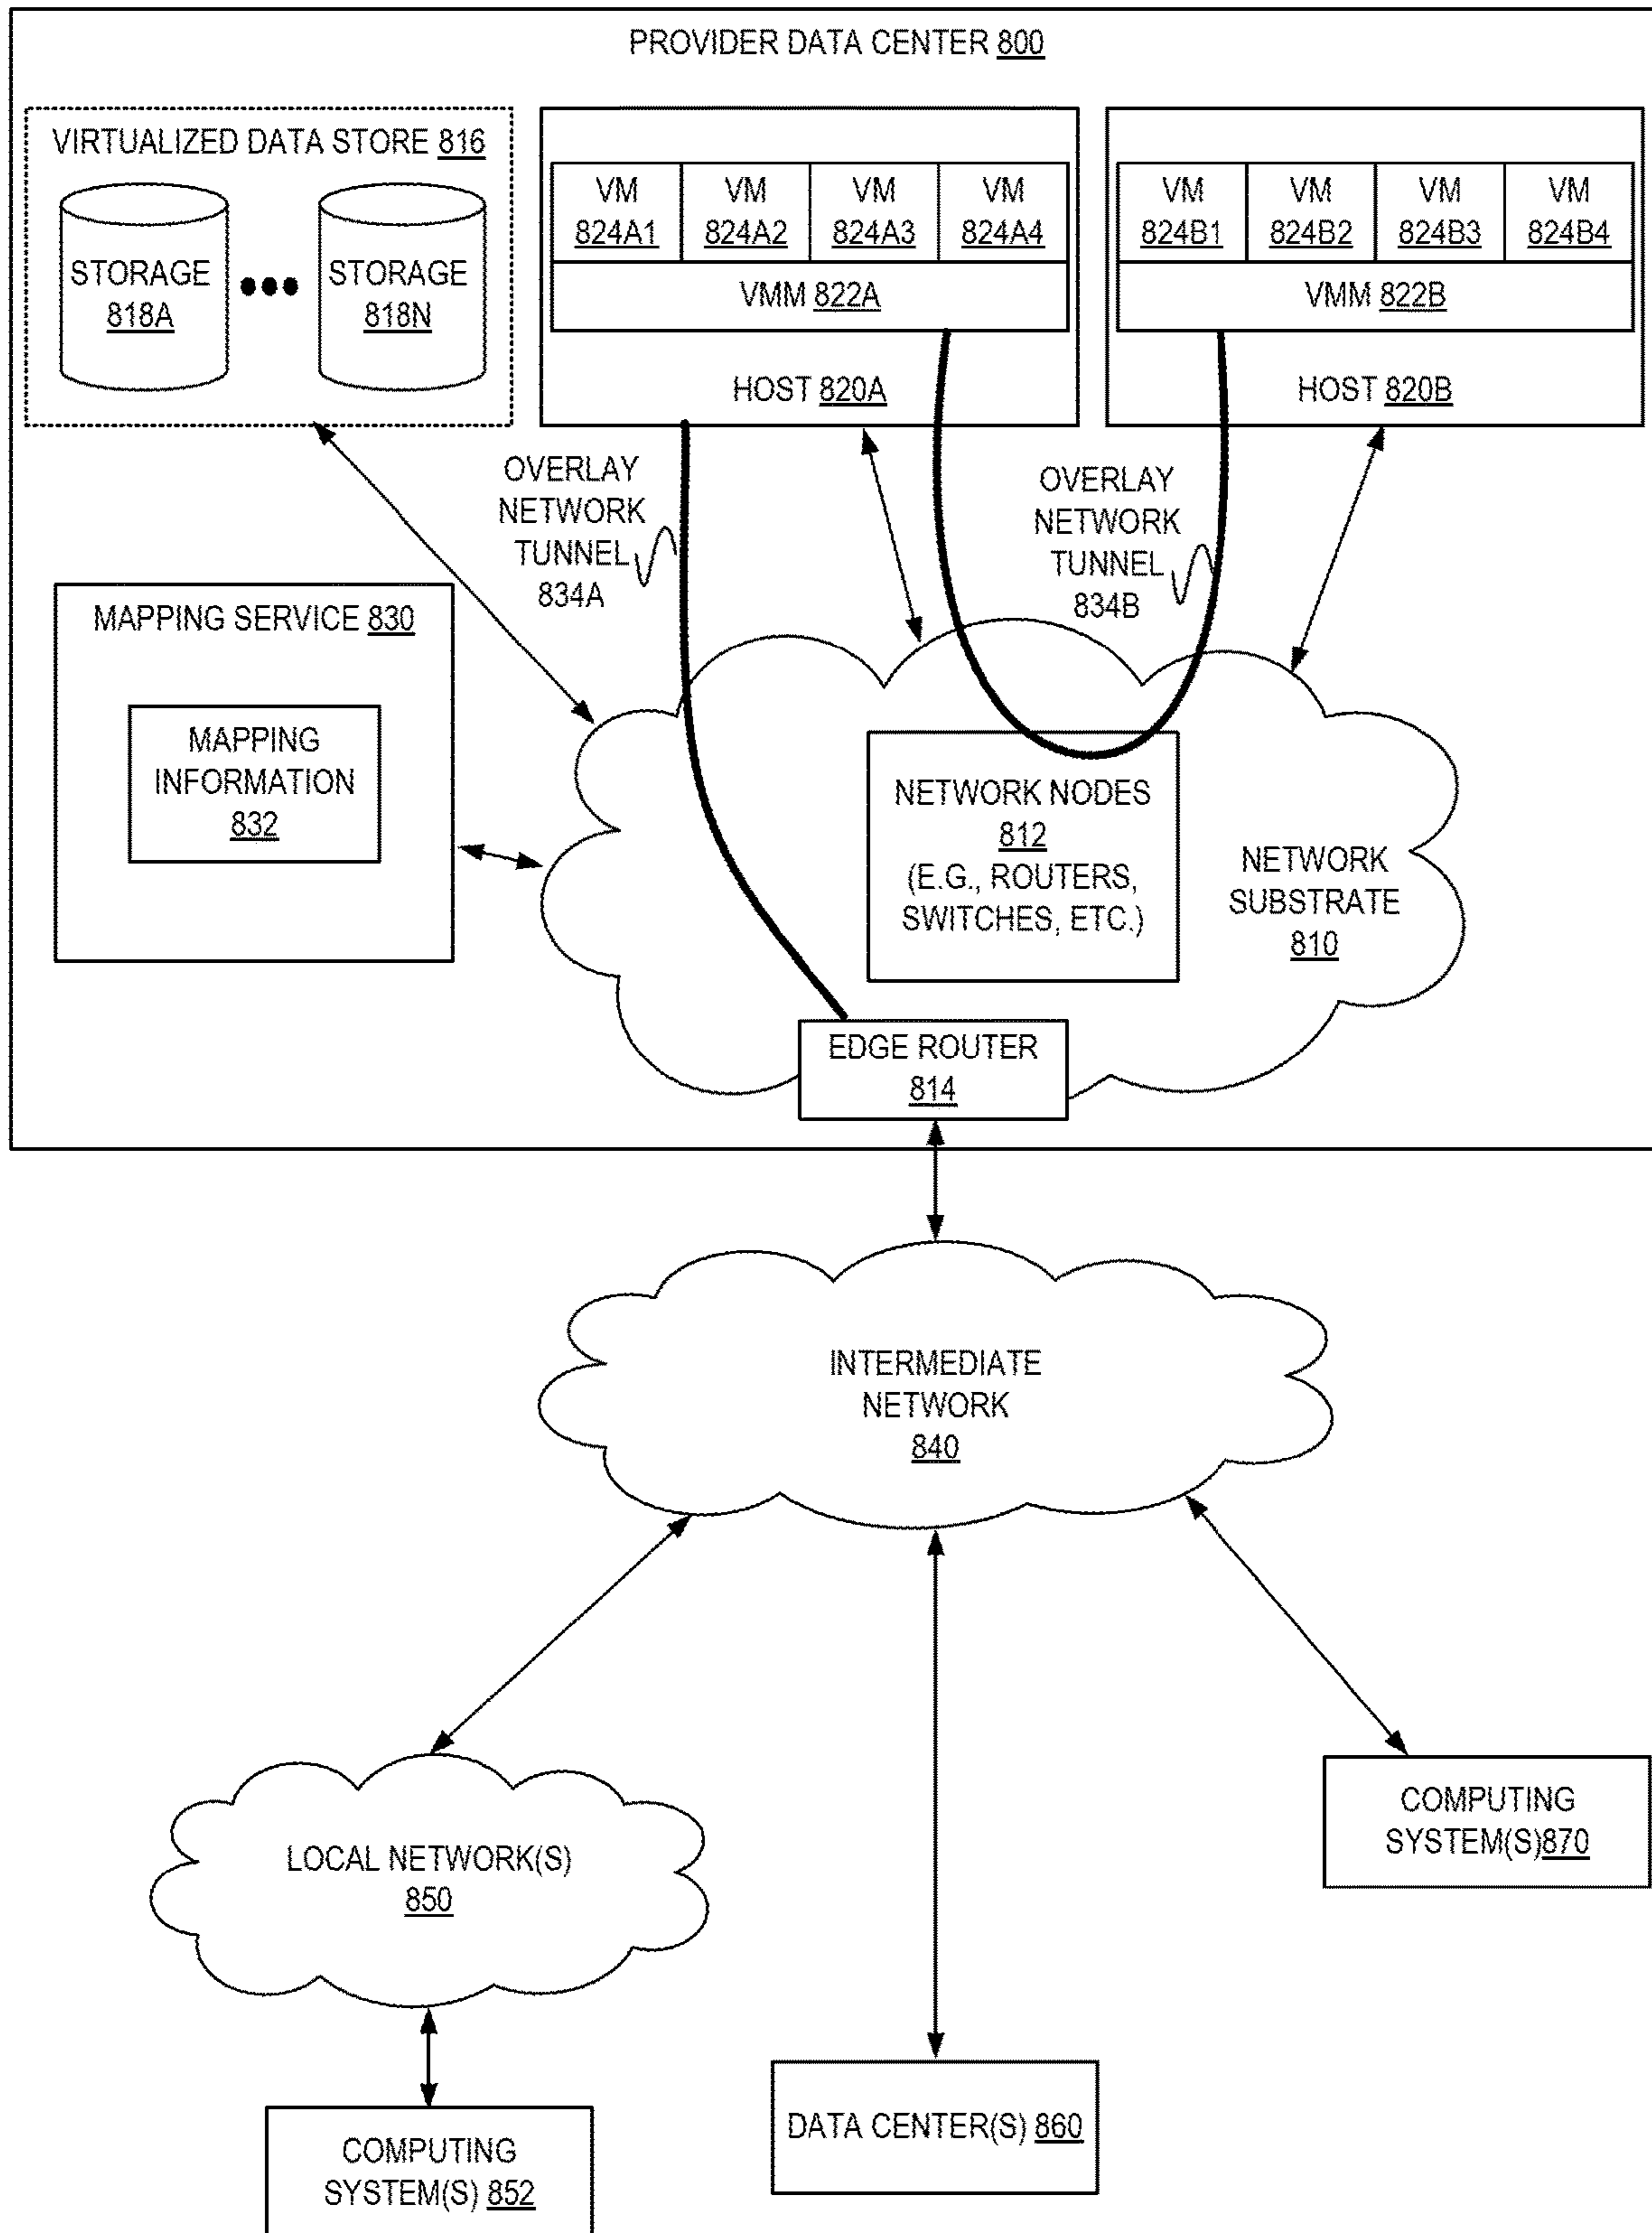 PROVIDER DATA CENTER 800
VIRTUALIZED DATA STORE 816
STORAGE
818A
STORAGE
818N
VM
824A1
VM
824A2
VM
824A3
VM
824A4
VMM 822A
HOST 820A
VM
824B1
VM
824B2
VM
824B3
VM
824B4
VMM 822B
HOST 820B
OVERLAY
NETWORK
TUNNEL
834A
OVERLAY
NETWORK
TUNNEL
834B
MAPPING SERVICE 830
MAPPING
INFORMATION
832
NETWORK NODES
812
(E.G., ROUTERS,
SWITCHES, ETC.)
NETWORK
SUBSTRATE
810
EDGE ROUTER
814
INTERMEDIATE
NETWORK
840
LOCAL NETWORK(S)
850
COMPUTING
SYSTEM(S)870
DATA CENTER(S) 860
COMPUTING
SYSTEM(S) 852